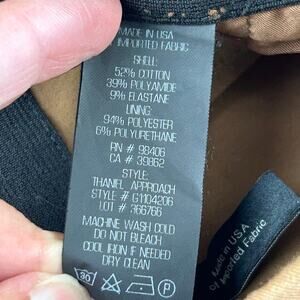 MADE IN USA
IMPORTED FABRIC
SHELL:
52% COTTON
39% POLYAMIDE
9% ELASTANE
LINING:
94% POLYESTER
6% POLYURETHANE
RN # 98406
CA # 39862
STYLE:
THANIEL APPROACH
STYLE # G1104206
LOT # 366766
MACHINE WASH COLD
DO NOT BLEACH
COOL IRON IF NEEDED
DRY CLEAN
30
P
Made in USA
of Imported Fabric